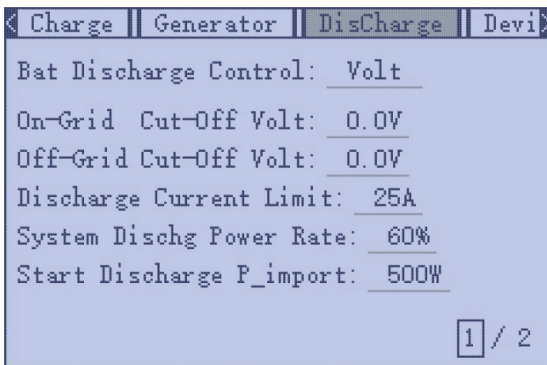 Charge Generator DisCharge Devi
Bat Discharge Control: Volt
On-Grid Cut-Off Volt: 0.0V
Off-Grid Cut-Off Volt: 0.0V
Discharge Current Limit: 25A
System Dischg Power Rate: 60%
Start Discharge P_import: 500W
1 / 2